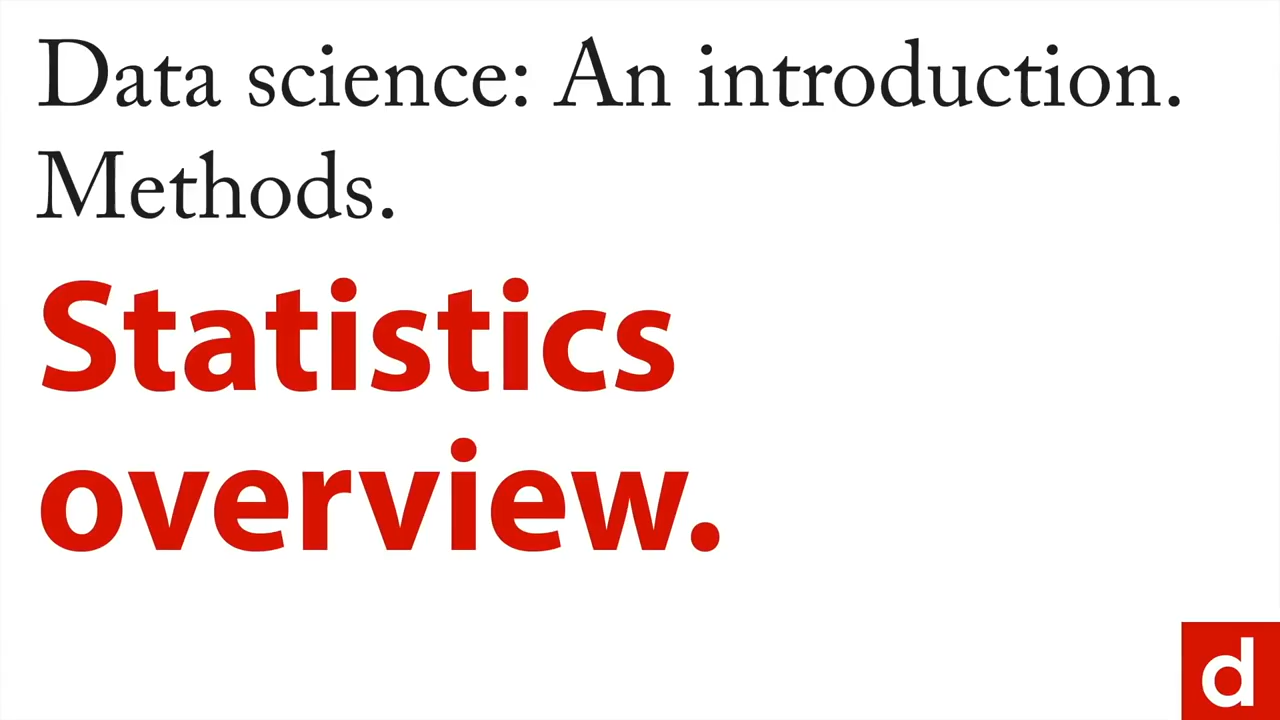 Data science: An introduction.
Methods.
Statistics
overview.
d